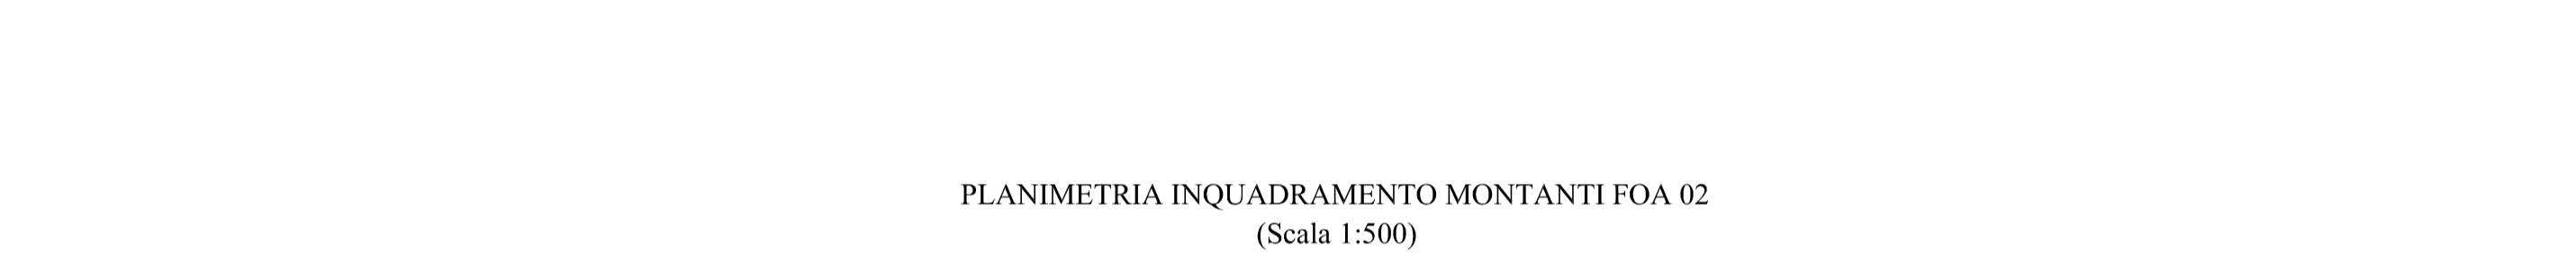 PLANIMETRIA INQUADRAMENTO MONTANTI FOA 02
(Scala 1:500)